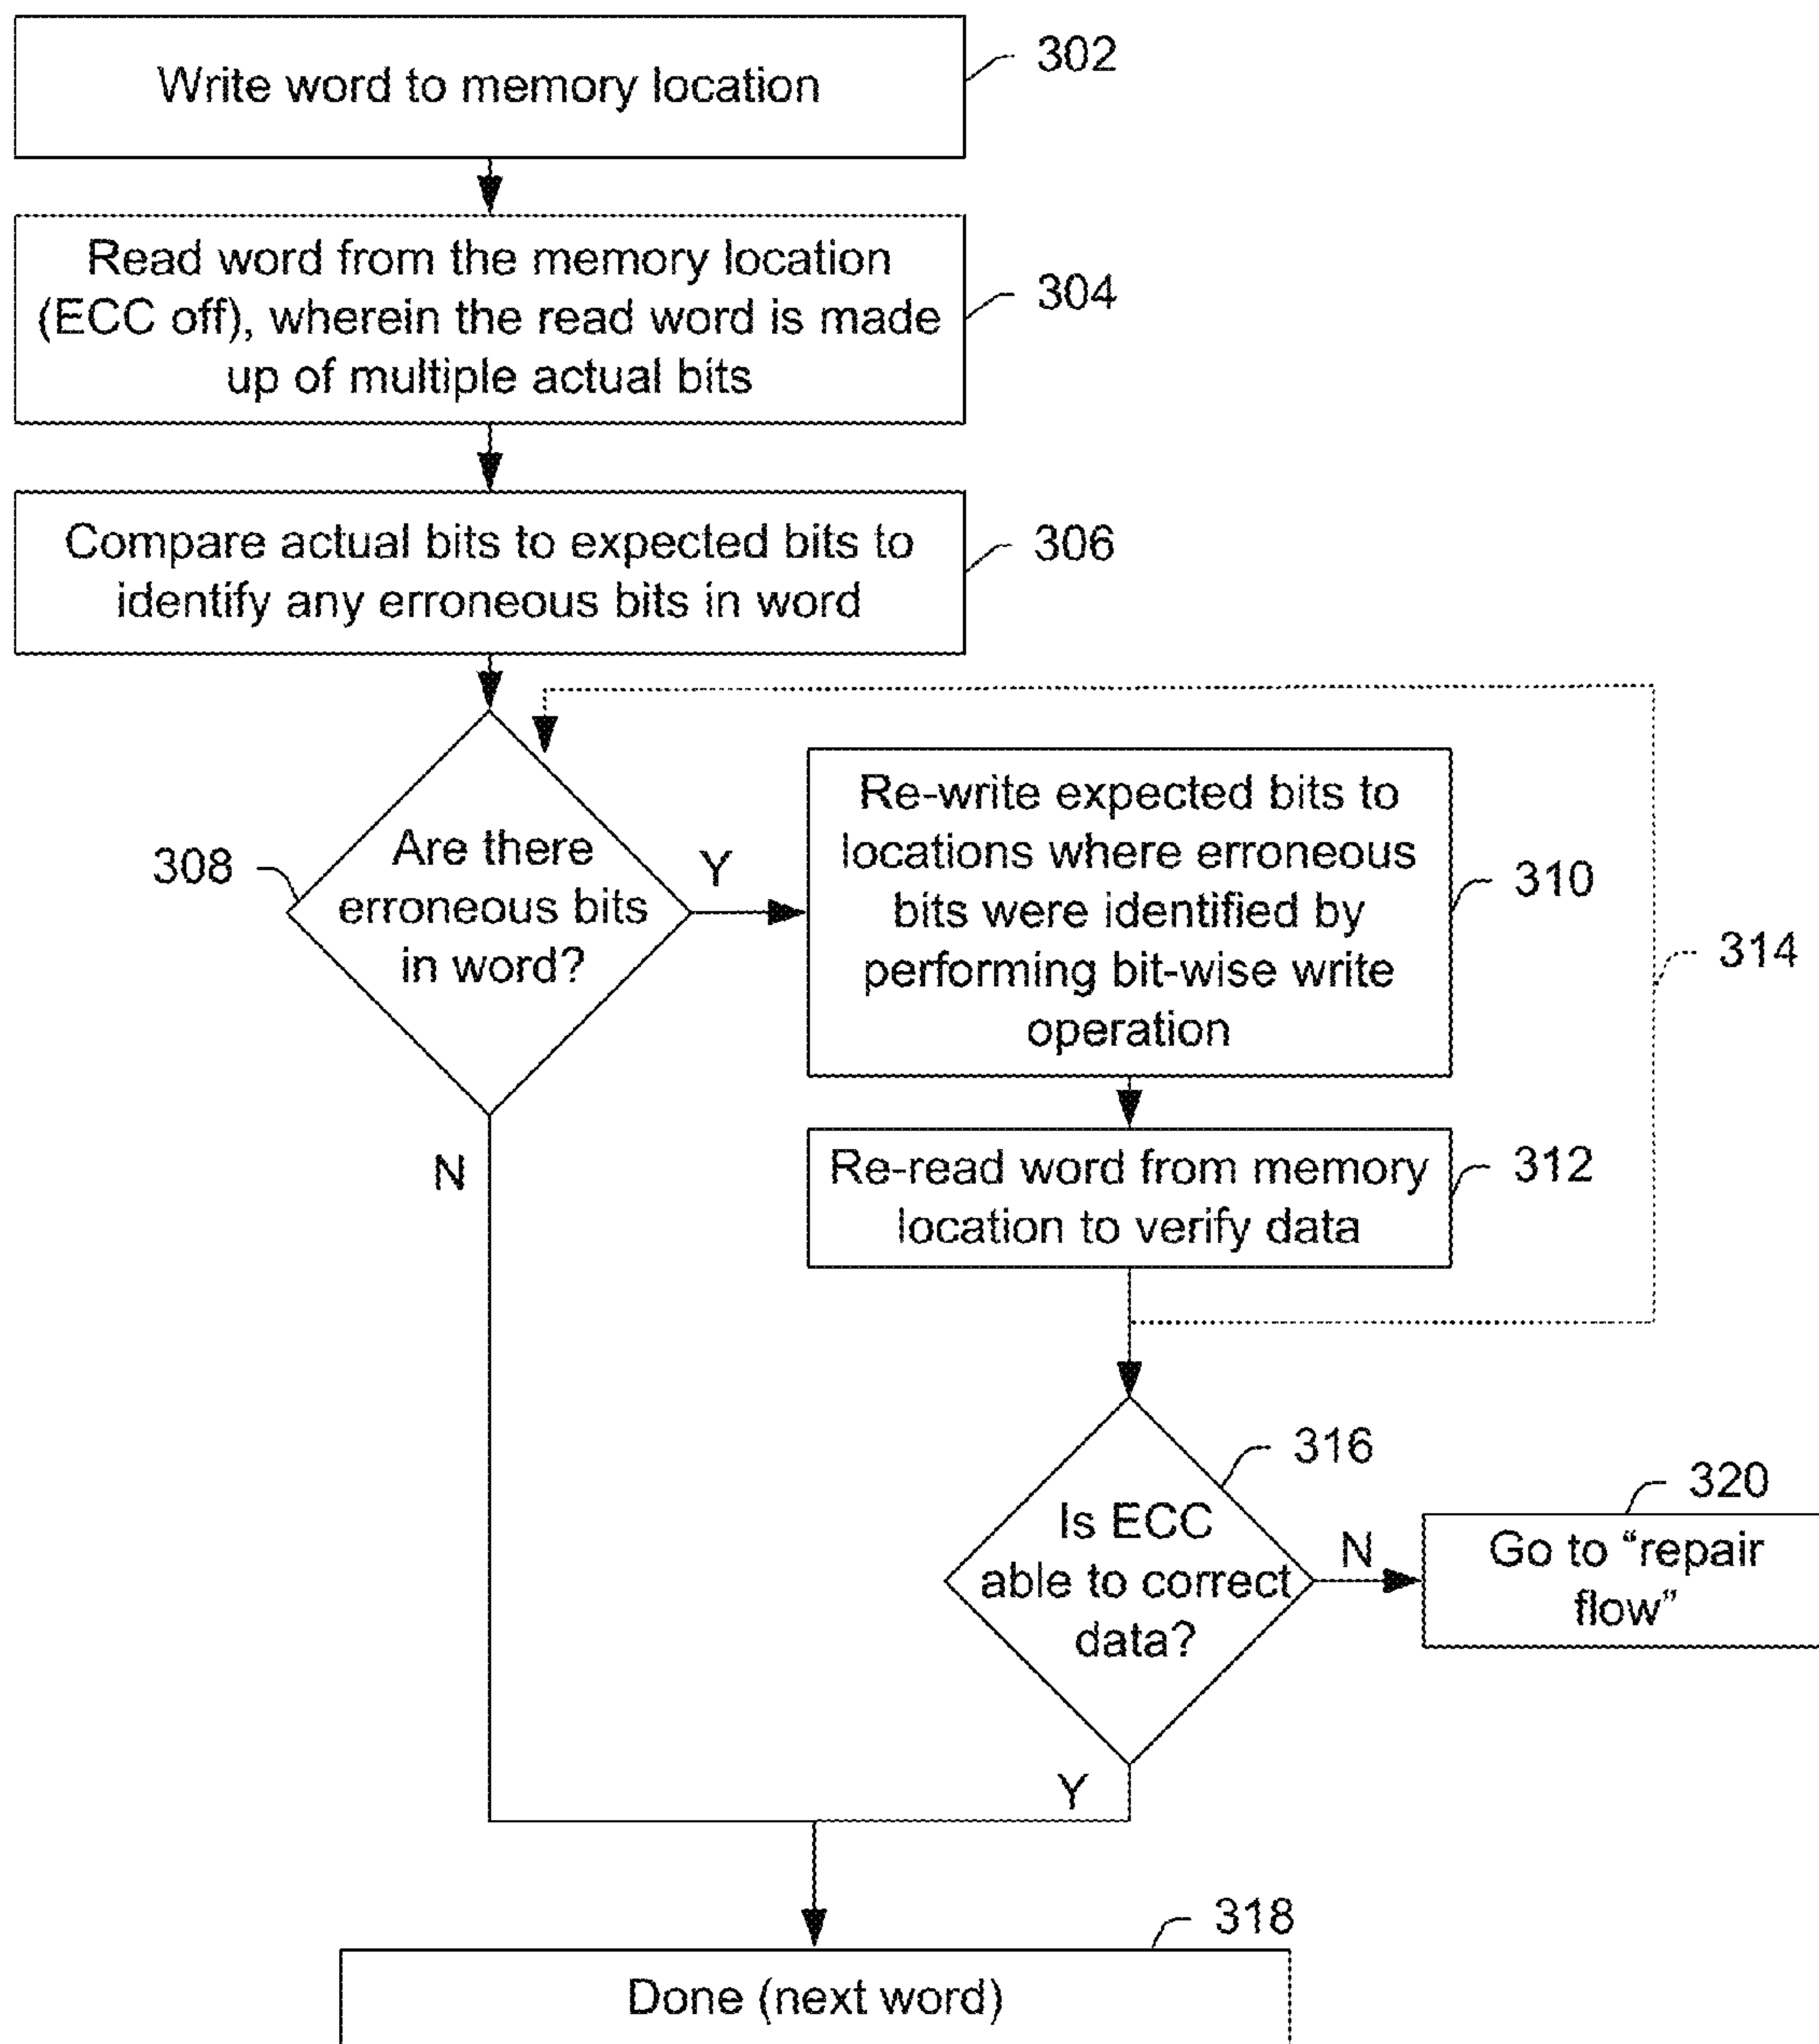 Write word to memory location
302
Read word from the memory location
(ECC off), wherein the read word is made
up of multiple actual bits
304
Compare actual bits to expected bits to
identify any erroneous bits in word
306
308
Are there
erroneous bits
in word?
Y
N
Re-write expected bits to
locations where erroneous
bits were identified by
performing bit-wise write
operation
310
314
Re-read word from memory
location to verify data
312
316
Is ECC
able to correct
data?
N
Y
320
Go to “repair
flow”
318
Done (next word)